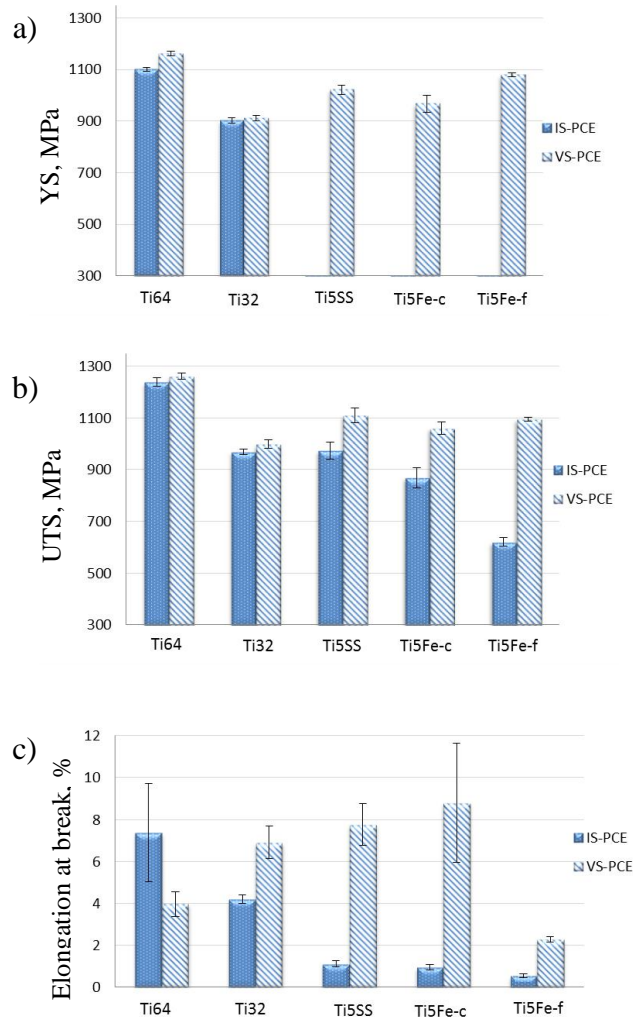 a)
YS, MPa
1300
1100
900
700
500
300
Ti64 Ti32 Ti5SS Ti5Fe-c Ti5Fe-f
IS-PCE
VS-PCE
b)
UTS, MPa
1300
1100
900
700
500
300
Ti64 Ti32 Ti5SS Ti5Fe-c Ti5Fe-f
IS-PCE
VS-PCE
c)
Elongation at break. %
12
10
8
6
4
2
0
Ti64 Ti32 Ti5SS Ti5Fe-c Ti5Fe-f
IS-PCE
VS-PCE